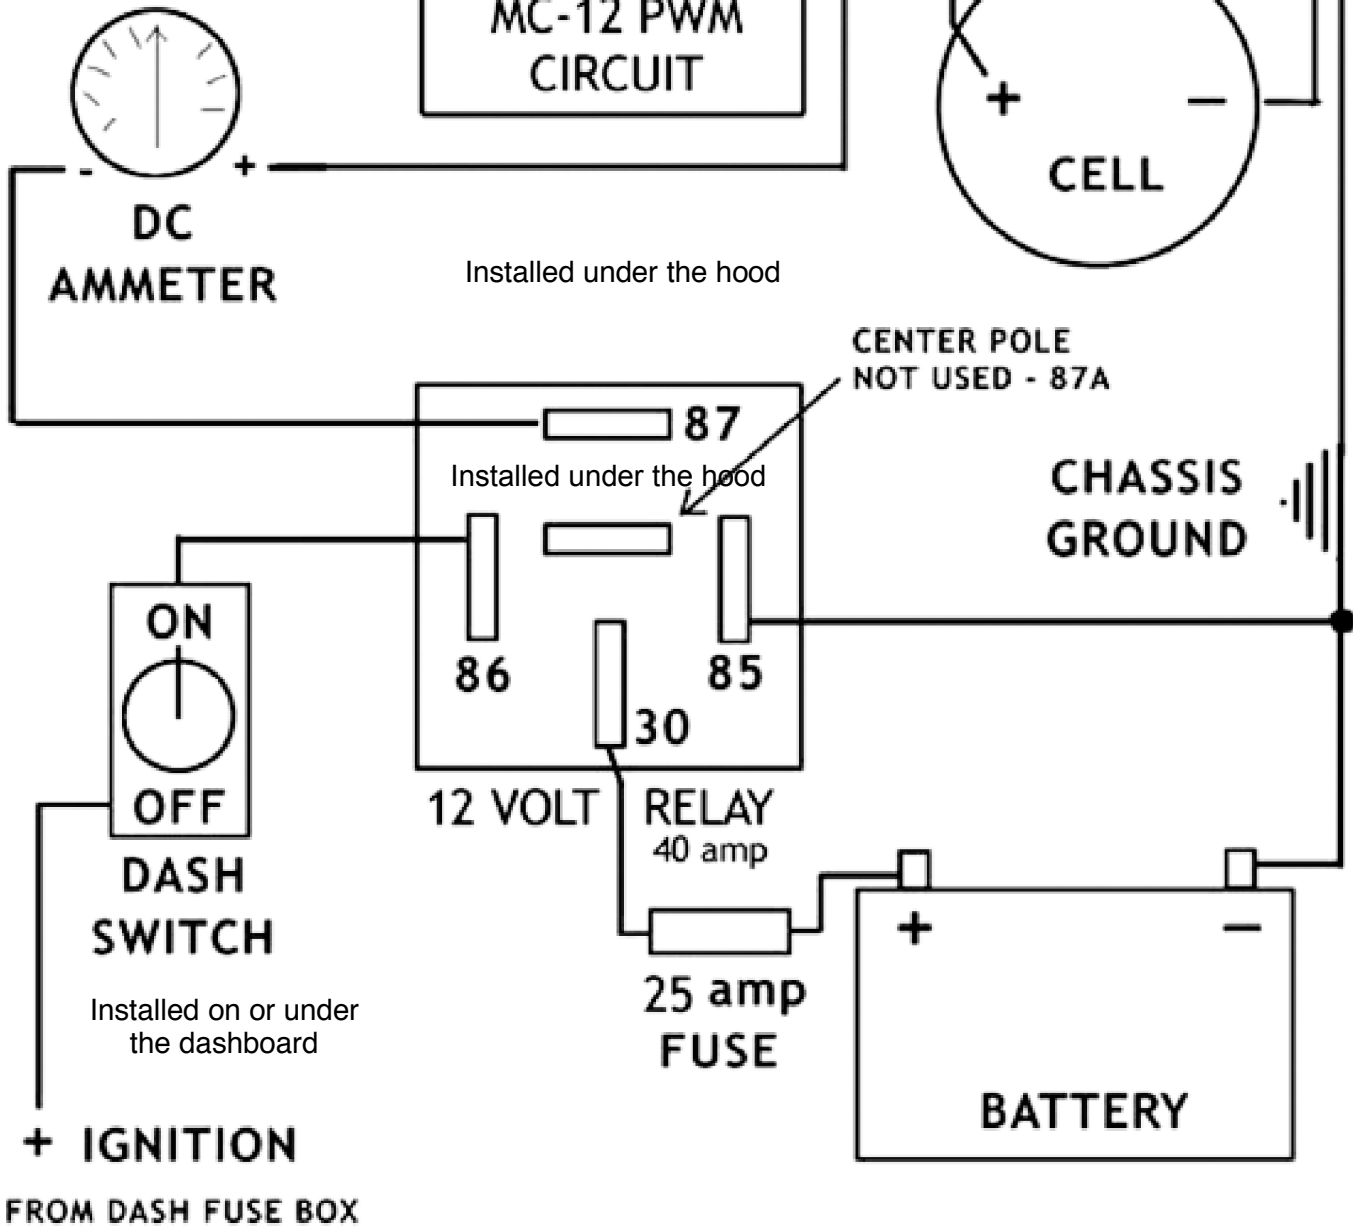 MC-12 PWM
CIRCUIT
+ −
CELL
- +
DC
AMMETER
Installed under the hood
CENTER POLE
NOT USED - 87A
87
Installed under the hood
CHASSIS
GROUND
ON
86
85
30
OFF
12 VOLT RELAY
40 amp
DASH
SWITCH
+ −
25 amp
FUSE
Installed on or under
the dashboard
BATTERY
+ IGNITION
FROM DASH FUSE BOX